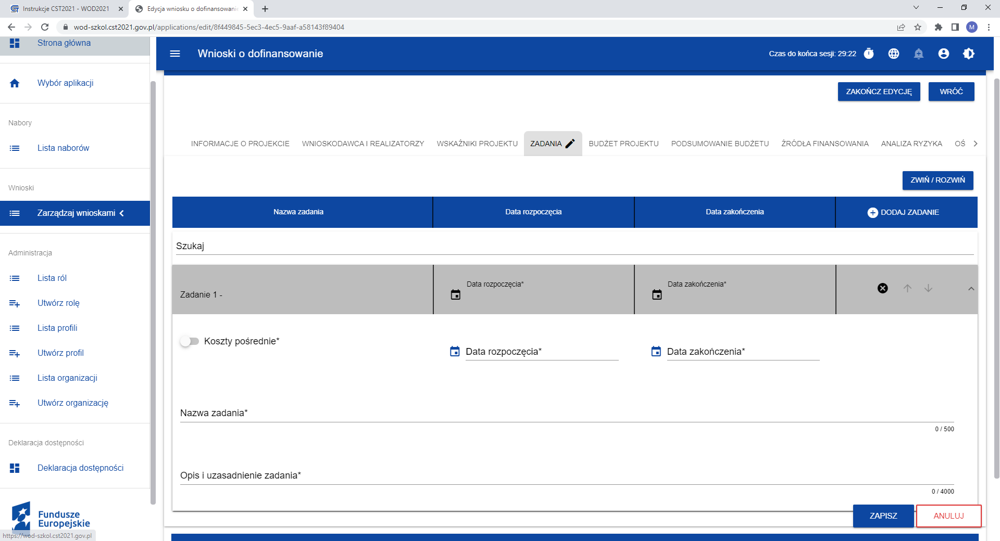 Instrukcje CST2021 - WOD2021
Edycja wniosku o dofinansowanie
wod-szkol.cst2021.gov.pl/applications/edit/8f449845-5ec3-4ec5-9aaf-a58143f89404
M
Strona główna
Wybór aplikacji
Nabory
Lista naborów
Wnioski
Zarządzaj wnioskami
Administracja
Lista ról
Utwórz rolę
Lista profili
Utwórz profil
Lista organizacji
Utwórz organizację
Deklaracja dostępności
Deklaracja dostępności
Fundusze
Europejskie
https://wod-szkol.cst2021.gov.pl
Wnioski o dofinansowanie
Czas do końca sesji: 29:22
ZAKOŃCZ EDYCJĘ
WRÓĆ
INFORMACJE O PROJEKCIE WNIOSKODAWCA I REALIZATORZY WSKAŹNIKI PROJEKTU ZADANIA BUDŻET PROJEKTU PODSUMOWANIE BUDŻETU ŹRÓDŁA FINANSOWANIA ANALIZA RYZYKA OŚ
ZWIŃ / ROZWIŃ
Nazwa zadania Data rozpoczęcia Data zakończenia DODAJ ZADANIE
Szukaj
Zadanie 1 - Data rozpoczęcia* Data zakończenia*
Koszty pośrednie*
Data rozpoczęcia* Data zakończenia*
Nazwa zadania*
0 / 500
Opis i uzasadnienie zadania*
0 / 4000
ZAPISZ
ANULUJ